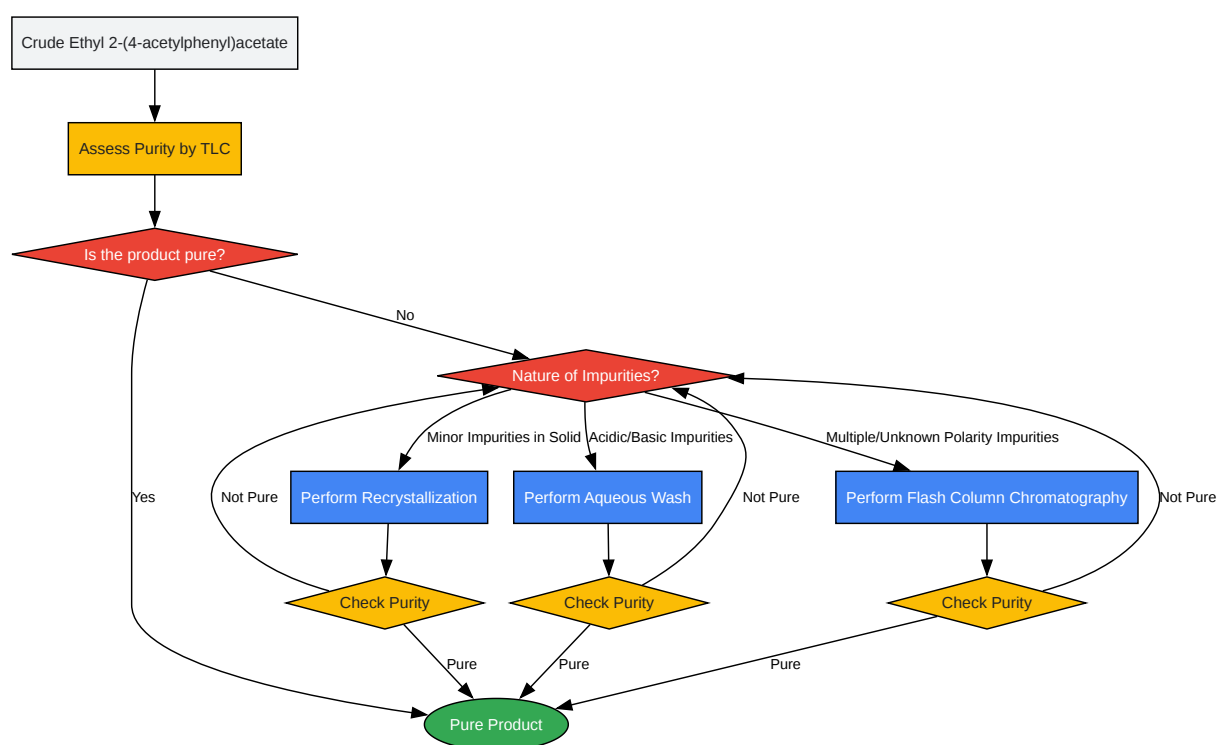 Crude Ethyl 2-(4-acetylphenyl)acetate
Assess Purity by TLC
Is the product pure?
No
Nature of Impurities?
Minor Impurities in Solid
Acidic/Basic Impurities
Multiple/Unknown Polarity Impurities
Yes
Not Pure
Perform Recrystallization
Perform Aqueous Wash
Not Pure
Perform Flash Column Chromatography
Not Pure
Check Purity
Check Purity
Check Purity
Pure
Pure
Pure
Pure Product